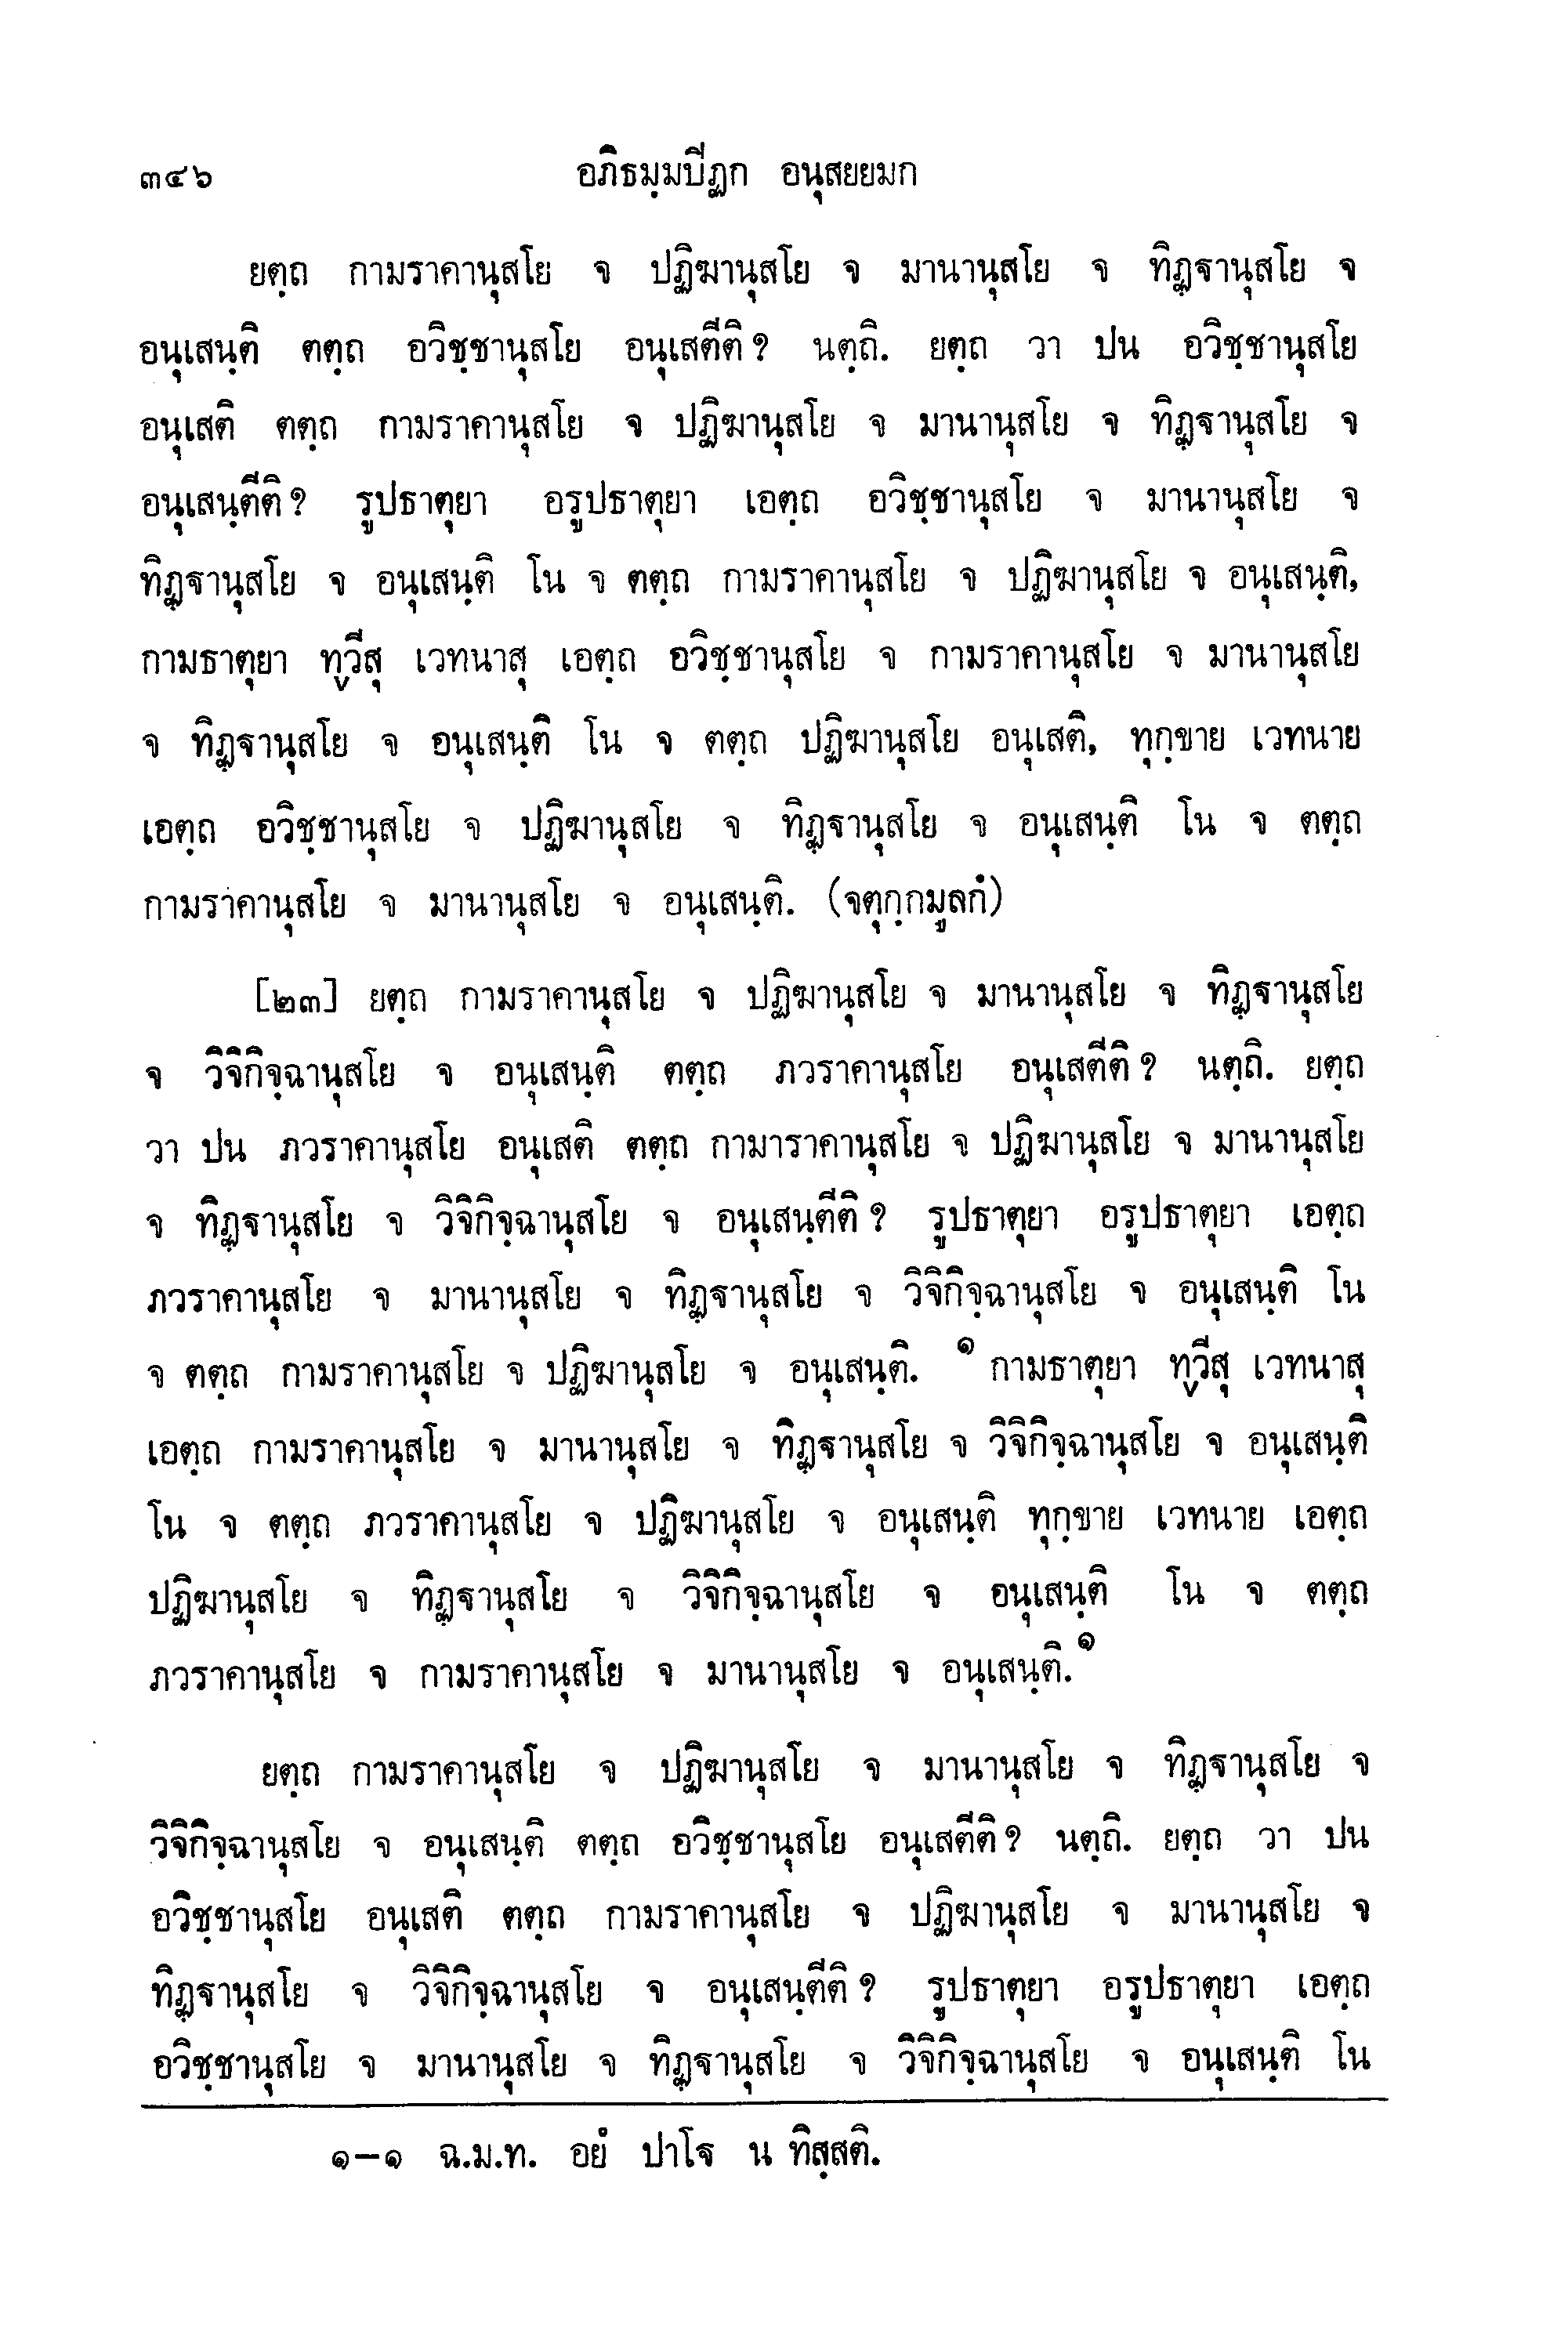 ๓๔๖ อภิธมฺมปีฏก อนุสยยมก
ยตฺถ กามราคานุสโย จ ปฏิฆานุสโย จ มานานุสโย จ ทิฏฺฐานุสโย จ
อนุเสนฺติ ตตฺถ อวิชฺชานุสโย อนุเสตีติ ? นตฺถิ. ยตฺถ วา ปน อวิชฺชานุสโย
อนุเสติ ตตฺถ กามราคานุสโย จ ปฏิฆานุสโย จ มานานุสโย จ ทิฏฺฐานุสโย จ
อนุเสนฺตีติ ? รูปธาตุยา อรูปธาตุยา เอตฺถ อวิชฺชานุสโย จ มานานุสโย จ
ทิฏฺฐานุสโย จ อนุเสนฺติ โน จ ตตฺถ กามราคานุสโย จ ปฏิฆานุสโย จ อนุเสนฺติ,
กามธาตุยา ทฺวีสุ เวทนาสุ เอตฺถ อวิชฺชานุสโย จ กามราคานุสโย จ มานานุสโย
จ ทิฏฺฐานุสโย จ อนุเสนฺติ โน จ ตตฺถ ปฏิฆานุสโย อนุเสติ, ทุกฺขาย เวทนาย
เอตฺถ อวิชฺชานุสโย จ ปฏิฆานุสโย จ ทิฏฺฐานุสโย จ อนุเสนฺติ โน จ ตตฺถ
กามราคานุสโย จ มานานุสโย จ อนุเสนฺติ. (จตุกฺกมูลกํ)
[๒๓] ยตฺถ กามราคานุสโย จ ปฏิฆานุสโย จ มานานุสโย จ ทิฏฺฐานุสโย
จ วิจิกิจฺฉานุสโย จ อนุเสนฺติ ตตฺถ ภวราคานุสโย อนุเสตีติ ? นตฺถิ. ยตฺถ
วา ปน ภวราคานุสโย อนุเสติ ตตฺถ กามาราคานุสโย จ ปฏิฆานุสโย จ มานานุสโย
จ ทิฏฺฐานุสโย จ วิจิกิจฺฉานุสโย จ อนุเสนฺตีติ ? รูปธาตุยา อรูปธาตุยา เอตฺถ
ภวราคานุสโย จ มานานุสโย จ ทิฏฺฐานุสโย จ วิจิกิจฺฉานุสโย จ อนุเสนฺติ โน
จ ตตฺถ กามราคานุสโย จ ปฏิฆานุสโย จ อนุเสนฺติ. ๑ กามธาตุยา ทฺวีสุ เวทนาสุ
เอตฺถ กามราคานุสโย จ มานานุสโย จ ทิฏฺฐานุสโย จ วิจิกิจฺฉานุสโย จ อนุเสนฺติ
โน จ ตตฺถ ภวราคานุสโย จ ปฏิฆานุสโย จ อนุเสนฺติ ทุกฺขาย เวทนาย เอตฺถ
ปฏิฆานุสโย จ ทิฏฺฐานุสโย จ วิจิกิจฺฉานุสโย จ อนุเสนฺติ โน จ ตตฺถ
ภวราคานุสโย จ กามราคานุสโย จ มานานุสโย จ อนุเสนฺติ.๑
ยตฺถ กามราคานุสโย จ ปฏิฆานุสโย จ มานานุสโย จ ทิฏฺฐานุสโย จ
วิจิกิจฺฉานุสโย จ อนุเสนฺติ ตตฺถ อวิชฺชานุสโย อนุเสตีติ ? นตฺถิ. ยตฺถ วา ปน
อวิชฺชานุสโย อนุเสติ ตตฺถ กามราคานุสโย จ ปฏิฆานุสโย จ มานานุสโย จ
ทิฏฺฐานุสโย จ วิจิกิจฺฉานุสโย จ อนุเสนฺตีติ ? รูปธาตุยา อรูปธาตุยา เอตฺถ
อวิชฺชานุสโย จ มานานุสโย จ ทิฏฺฐานุสโย จ วิจิกิจฺฉานุสโย จ อนุเสนฺติ โน
๑-๑ ฉ.ม.ท. อยํ ปาโฐ น ทิสฺสติ.